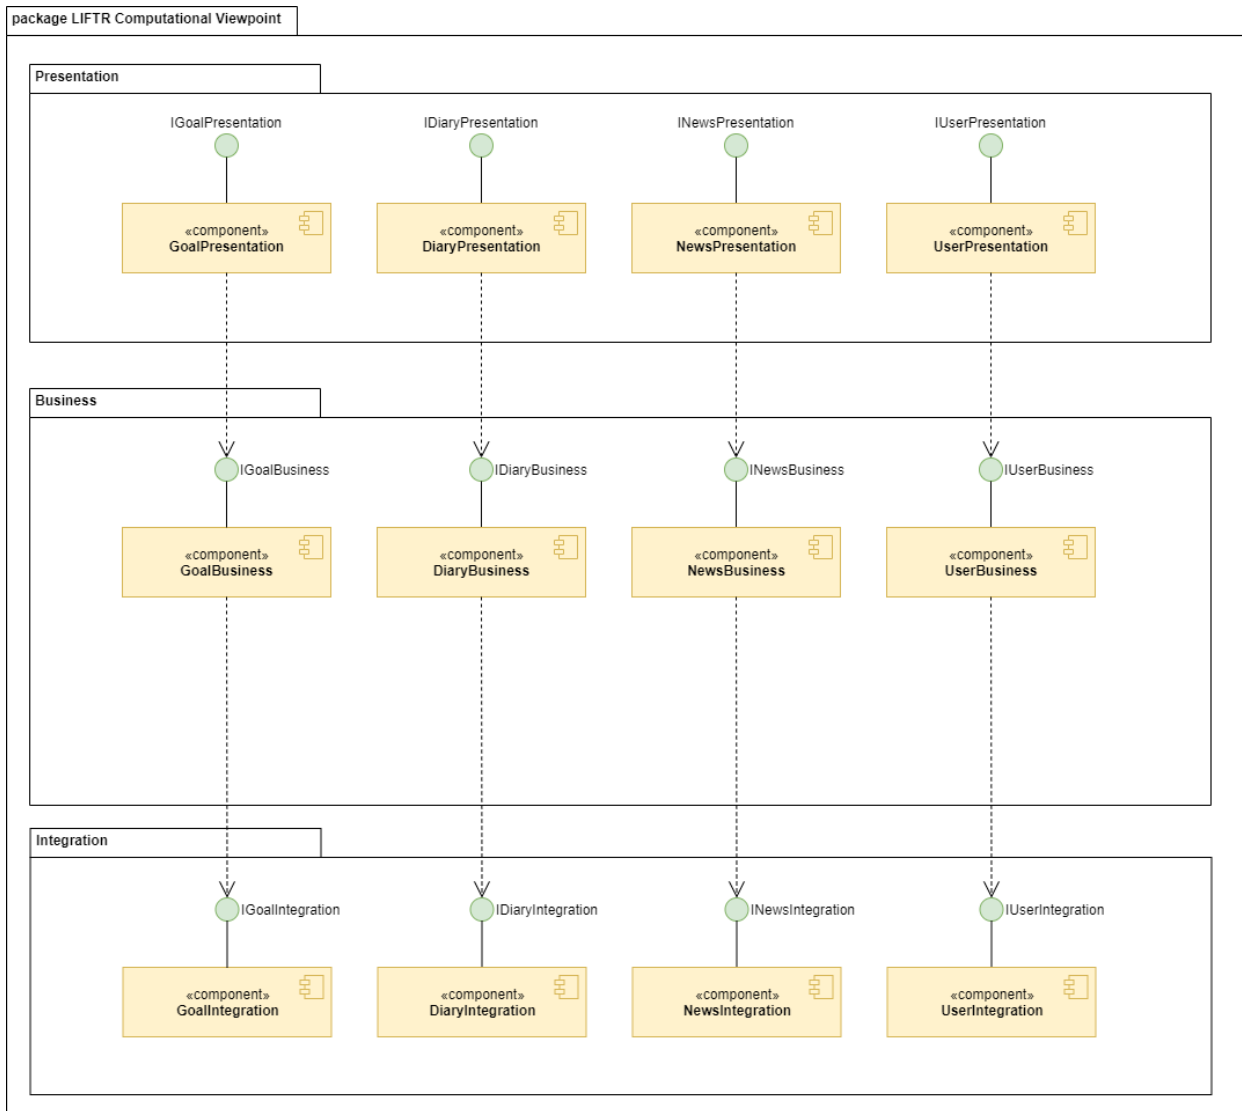 package LIFTR Computational Viewpoint
Presentation
IGoalPresentation
IDiaryPresentation
INewsPresentation
IUserPresentation
«component»
GoalPresentation
«component»
DiaryPresentation
«component»
NewsPresentation
«component»
UserPresentation
Business
IGoalBusiness
IDiaryBusiness
INewsBusiness
IUserBusiness
«component»
GoalBusiness
«component»
DiaryBusiness
«component»
NewsBusiness
«component»
UserBusiness
Integration
IGoalIntegration
IDiaryIntegration
INewsIntegration
IUserIntegration
«component»
GoalIntegration
«component»
DiaryIntegration
«component»
NewsIntegration
«component»
UserIntegration